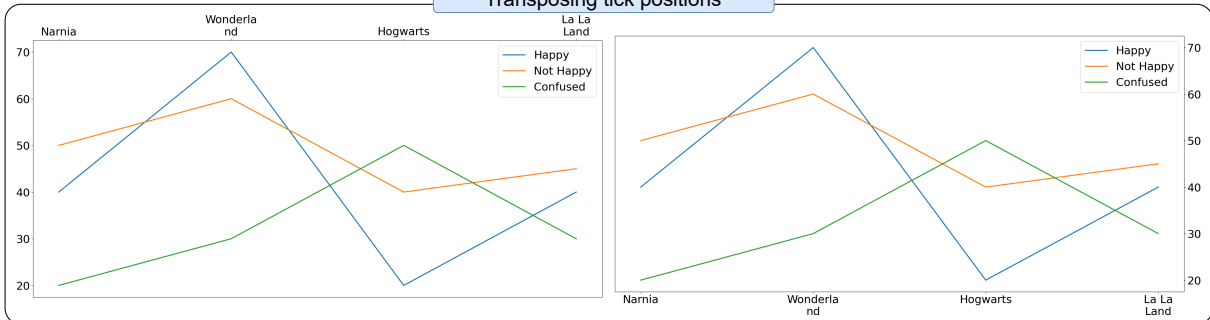 Transposing tick positions
Narnia
Wonderla
nd
Hogwarts
La La
Land
70
60
50
40
30
20
Happy
Not Happy
Confused
Happy
Not Happy
Confused
70
60
50
40
30
20
Narnia
Wonderla
nd
Hogwarts
La La
Land